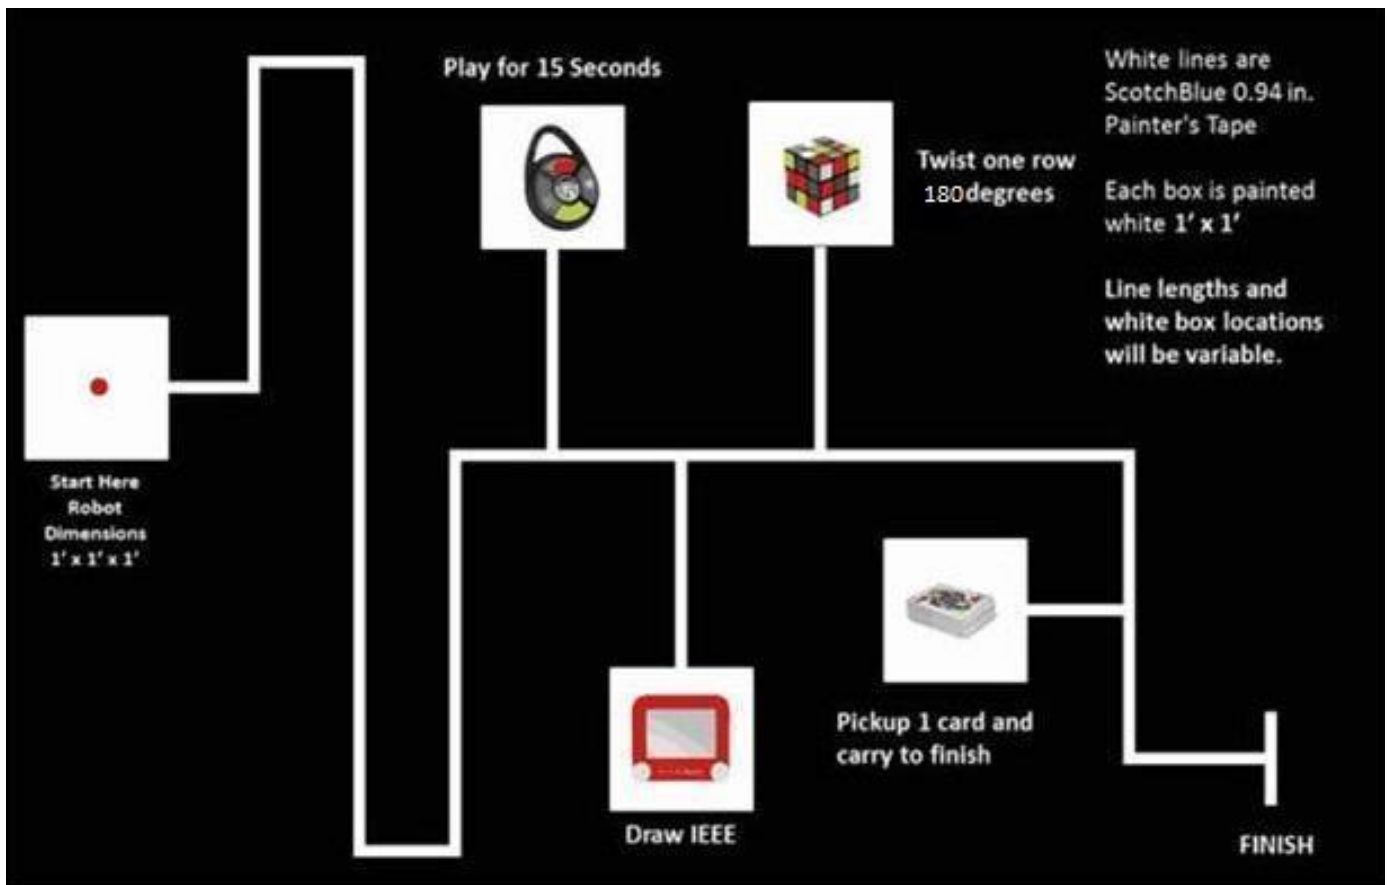 Play for 15 Seconds
Twist one row
180degrees
White lines are
ScotchBlue 0.94 in.
Painter's Tape
Each box is painted
white 1' x 1'
Line lengths and
white box locations
will be variable.
Start Here
Robot
Dimensions
1' x 1' x 1'
Pickup 1 card and
carry to finish
Draw IEEE
FINISH